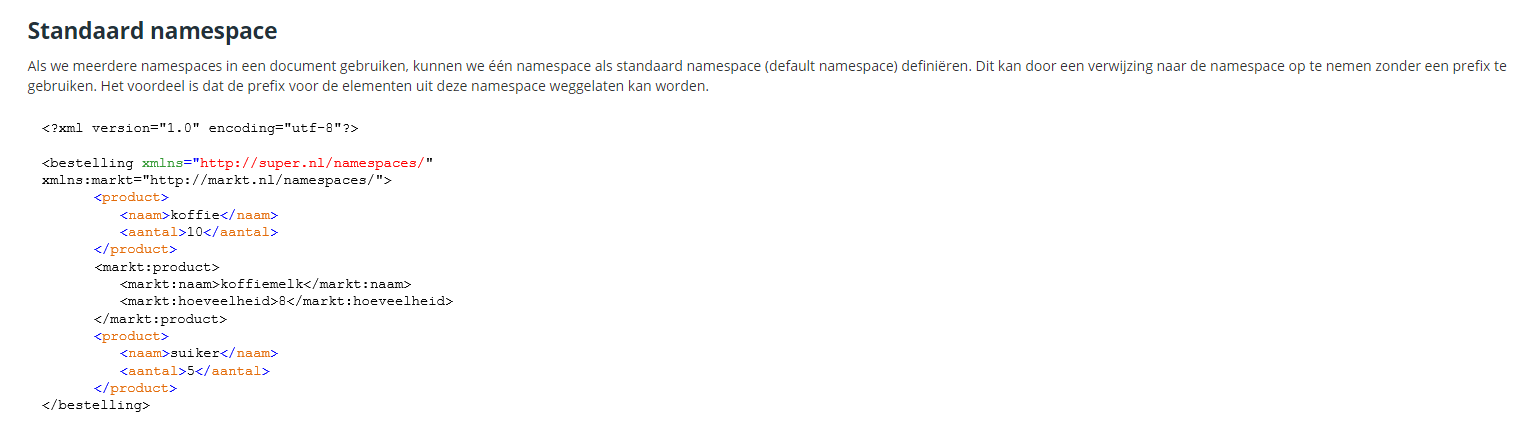 Standaard namespace
Als we meerdere namespaces in een document gebruiken, kunnen we één namespace als standaard namespace (default namespace) definiëren. Dit kan door een verwijzing naar de namespace op te nemen zonder een prefix te
gebruiken. Het voordeel is dat de prefix voor de elementen uit deze namespace weggelaten kan worden.
<?xml version="1.0" encoding="utf-8"?>
<bestelling xmlns="http://super.nl/namespaces/"
xmlns:markt="http://markt.nl/namespaces/">
<product>
<naam>koffie</naam>
<aantal>10</aantal>
</product>
<markt:product>
<markt:naam>koffiemelk</markt:naam>
<markt:hoeveelheid>8</markt:hoeveelheid>
</markt:product>
<product>
<naam>suiker</naam>
<aantal>5</aantal>
</product>
</bestelling>